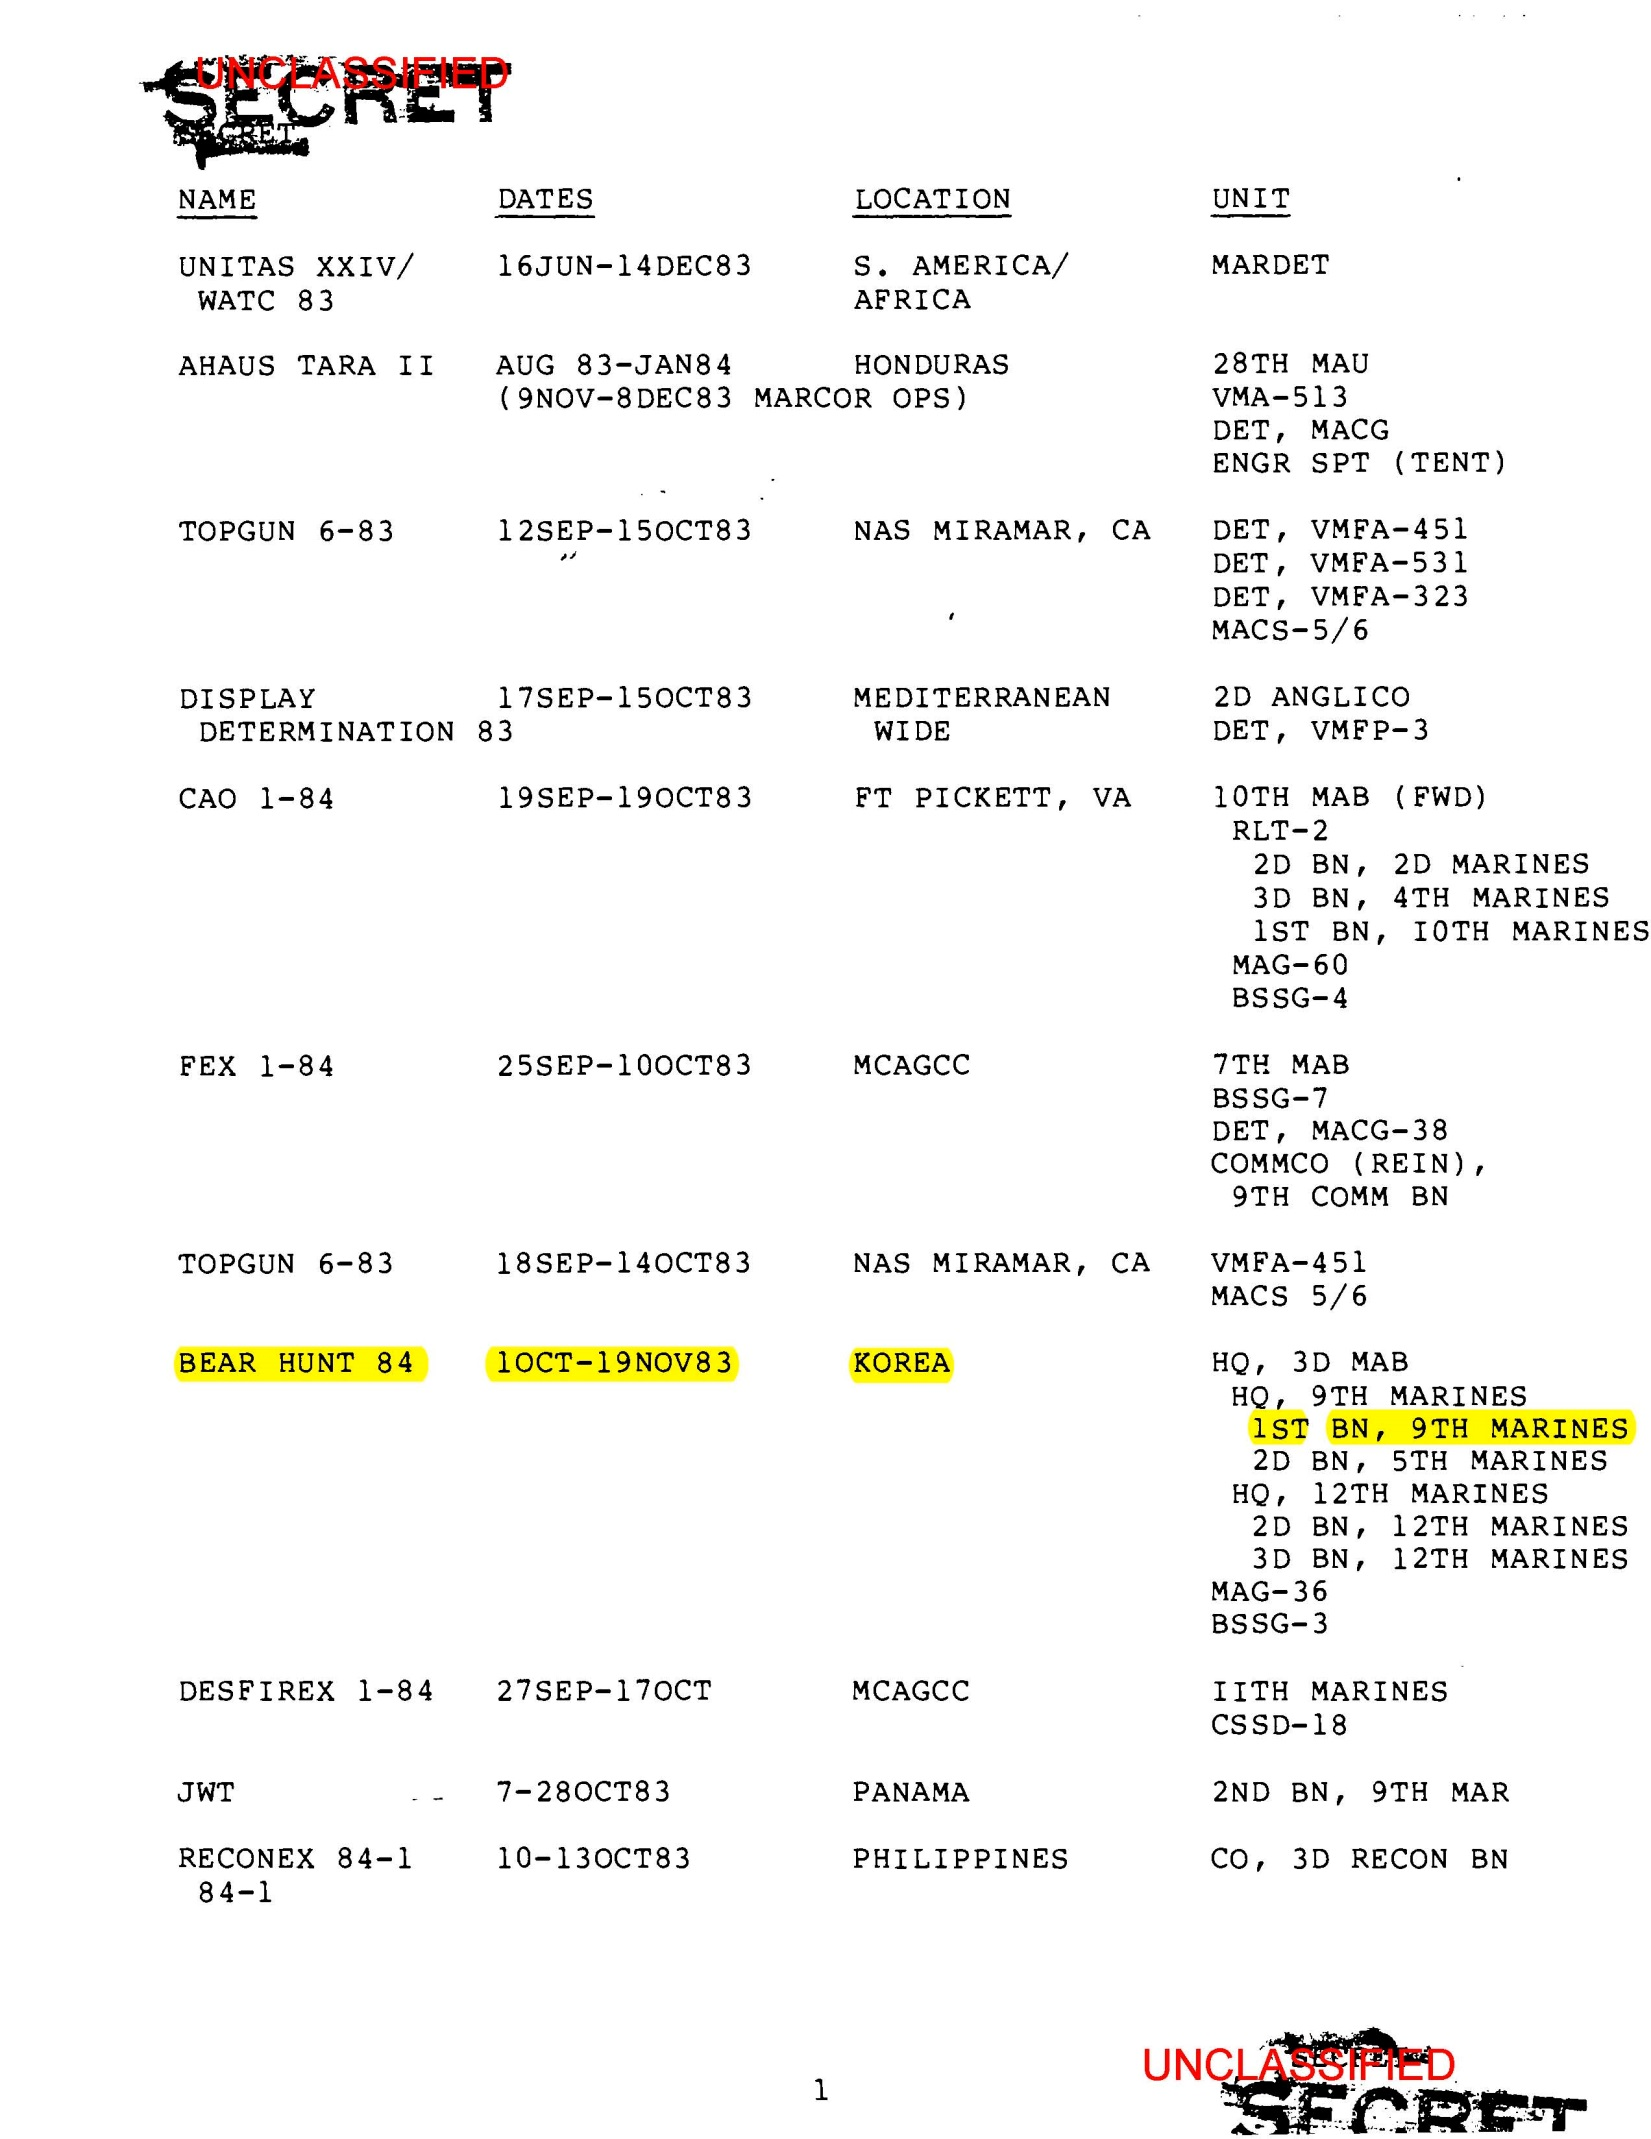 UNCLASSIFIED
SECRET
SECRET
NAME DATES LOCATION UNIT
UNITAS XXIV/ 16JUN-14DEC83 S. AMERICA/ MARDET
WATC 83 AFRICA
AHAUS TARA II AUG 83-JAN84 HONDURAS 28TH MAU
(9NOV-8DEC83 MARCOR OPS) VMA-513
DET, MACG
ENGR SPT (TENT)
TOPGUN 6-83 12SEP-15OCT83 NAS MIRAMAR, CA DET, VMFA-451
DET, VMFA-531
DET, VMFA-323
MACS-5/6
DISPLAY 17SEP-15OCT83 MEDITERRANEAN 2D ANGLICO
DETERMINATION 83 WIDE DET, VMFP-3
CAO 1-84 19SEP-19OCT83 FT PICKETT, VA 10TH MAB (FWD)
RLT-2
2D BN, 2D MARINES
3D BN, 4TH MARINES
1ST BN, I0TH MARINES
MAG-60
BSSG-4
FEX 1-84 25SEP-10OCT83 MCAGCC 7TH MAB
BSSG-7
DET, MACG-38
COMMCO (REIN),
9TH COMM BN
TOPGUN 6-83 18SEP-14OCT83 NAS MIRAMAR, CA VMFA-451
MACS 5/6
BEAR HUNT 84 1OCT-19NOV83 KOREA HQ, 3D MAB
HQ, 9TH MARINES
1ST BN, 9TH MARINES
2D BN, 5TH MARINES
HQ, 12TH MARINES
2D BN, 12TH MARINES
3D BN, 12TH MARINES
MAG-36
BSSG-3
DESFIREX 1-84 27SEP-17OCT MCAGCC IITH MARINES
CSSD-18
JWT 7-28OCT83 PANAMA 2ND BN, 9TH MAR
RECONEX 84-1 10-13OCT83 PHILIPPINES CO, 3D RECON BN
84-1
1
SECRET
UNCLASSIFIED
SECRET